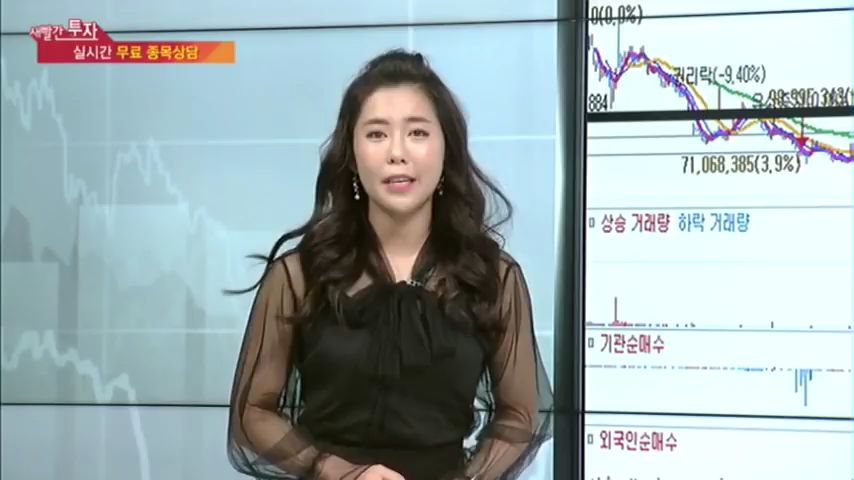 새빨간 투자
실시간 무료 종목상담
0(0,0%)
권리락(-9,40%)
884
71,068,385(3,9%)
상승 거래량 하락 거래량
기관순매수
외국인순매수